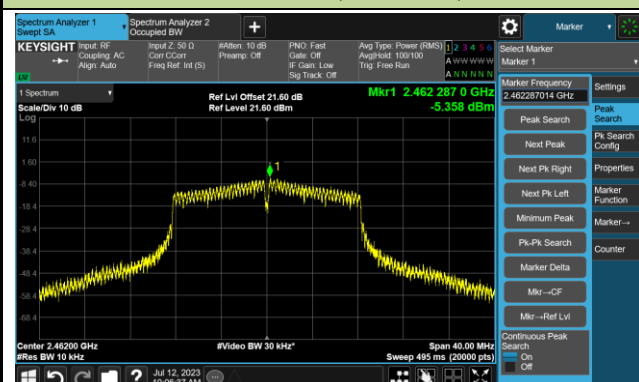 Spectrum Analyzer 1
Swept SA
Spectrum Analyzer 2
Occupied BW
Marker
KEYSIGHT
Input: RF
Coupling: AC
Align: Auto
Input Z: 50 Ω
Corr CCorr
Freq Ref: Int (S)
#Atten: 10 dB
Preamp: Off
PNO: Fast
Gate: Off
IF Gain: Low
Sig Track: Off
Avg Type: Power (RMS)
Avg|Hold: 100/100
Trig: Free Run
1 2 3 4 5 6
A W W W W W
A N N N N N
LXI
Select Marker
Marker 1
1 Spectrum
Scale/Div 10 dB
Log
Ref Lvl Offset 21.60 dB
Ref Level 21.60 dBm
Mkr1 2.462 287 0 GHz
-5.358 dBm
11.6
1.60
-8.40
-18.4
-28.4
-38.4
-48.4
-58.4
-68.4
1
Center 2.46200 GHz
#Res BW 10 kHz
#Video BW 30 kHz*
Span 40.00 MHz
Sweep 495 ms (20000 pts)
Marker Frequency
2.462287014 GHz
Peak Search
Next Peak
Next Pk Right
Next Pk Left
Minimum Peak
Pk-Pk Search
Marker Delta
Mkr→CF
Mkr→Ref Lvl
Continuous Peak
Search
On
Off
Settings
Peak
Search
Pk Search
Config
Properties
Marker
Function
Marker→
Counter
Jul 12, 2023